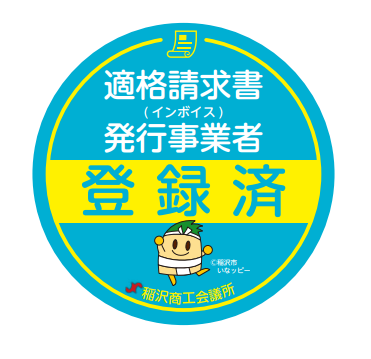 適格請求書
(インボイス)
発行事業者
登録済
©稲沢市
いなッピー
稲沢商工会議所